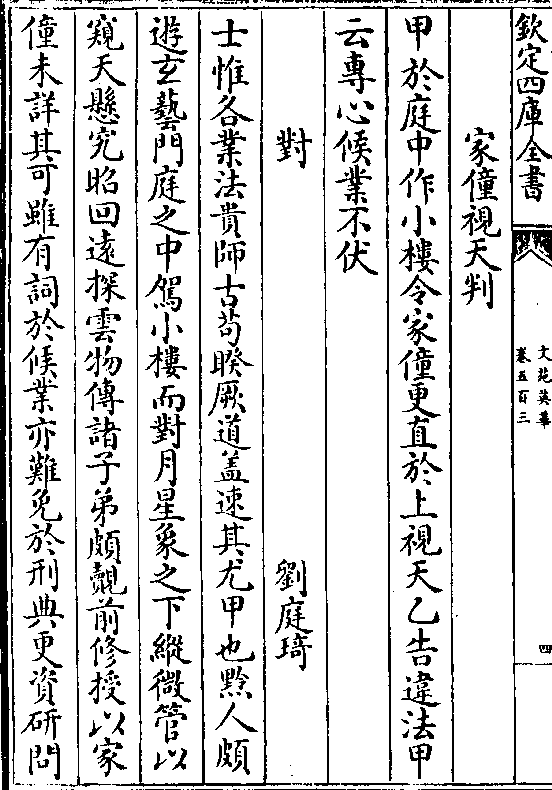 欽定四庫全書
文苑英華
卷五百三
四
家僮視天判
甲於庭中作小樓令家僮更直於上視天乙告違法甲
云專心候業不伏
對
劉庭琦
士惟各業法貴師古苟睽厥道蓋速其尤甲也黔人頗
遊玄藝門庭之中駕小樓而對月星象之下縱微管以
窺天懸究昭回遠探雲物傳諸子弟頗覿前修授以家
僮未詳其可雖有詞於候業亦難免於刑典更資研問